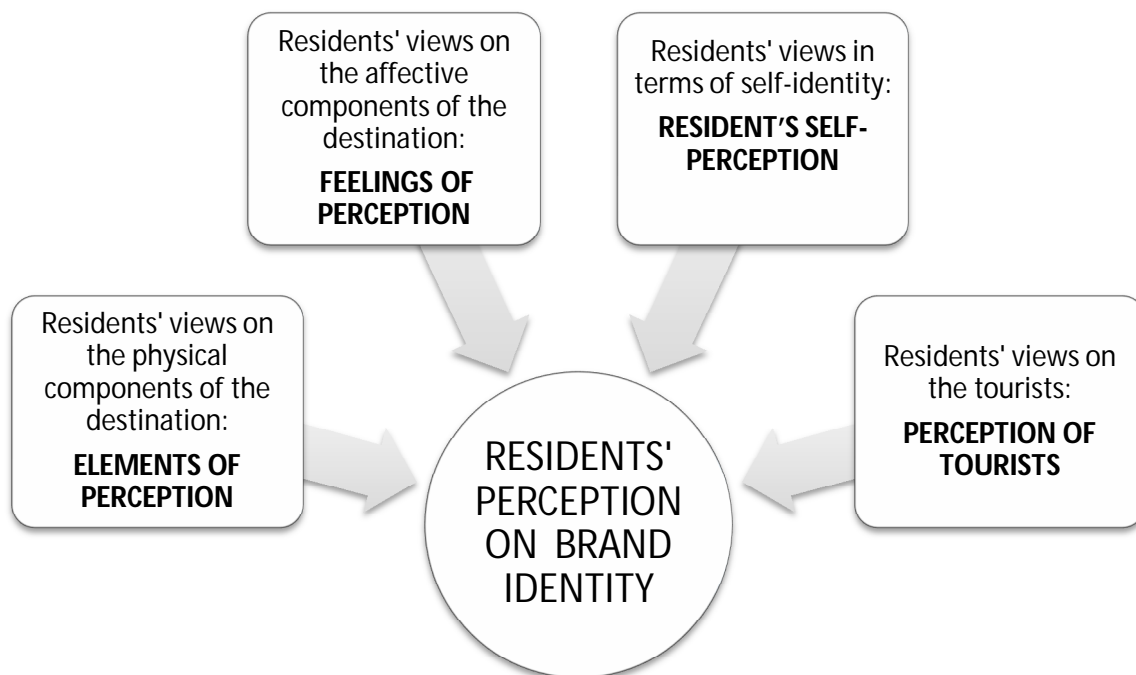 Residents' views on
the affective
components of the
destination:
FEELINGS OF
PERCEPTION
Residents' views in
terms of self-identity:
RESIDENT’S SELF-
PERCEPTION
Residents' views on
the physical
components of the
destination:
ELEMENTS OF
PERCEPTION
Residents' views on
the tourists:
PERCEPTION OF
TOURISTS
RESIDENTS'
PERCEPTION
ON BRAND
IDENTITY